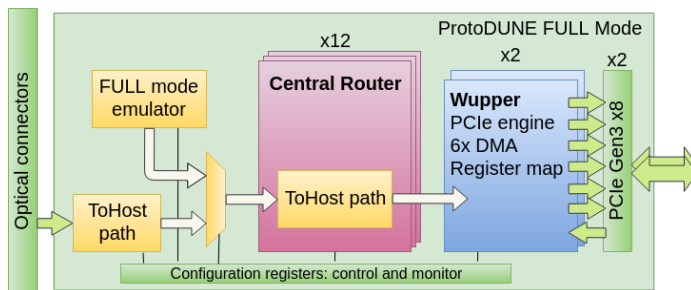 ProtoDUNE FULL Mode
x12
x2
x2
Optical connectors
FULL mode
emulator
ToHost
path
Central Router
ToHost path
Wupper
PCIe engine
6x DMA
Register map
PCIe Gen3 x8
Configuration registers: control and monitor